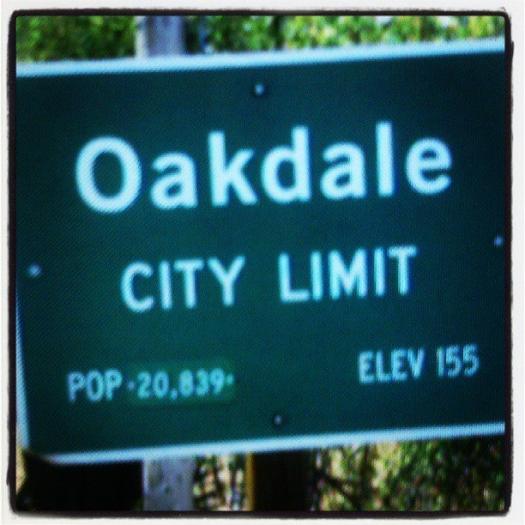 Oakdale
CITY LIMIT
POP 20,839
ELEV 155